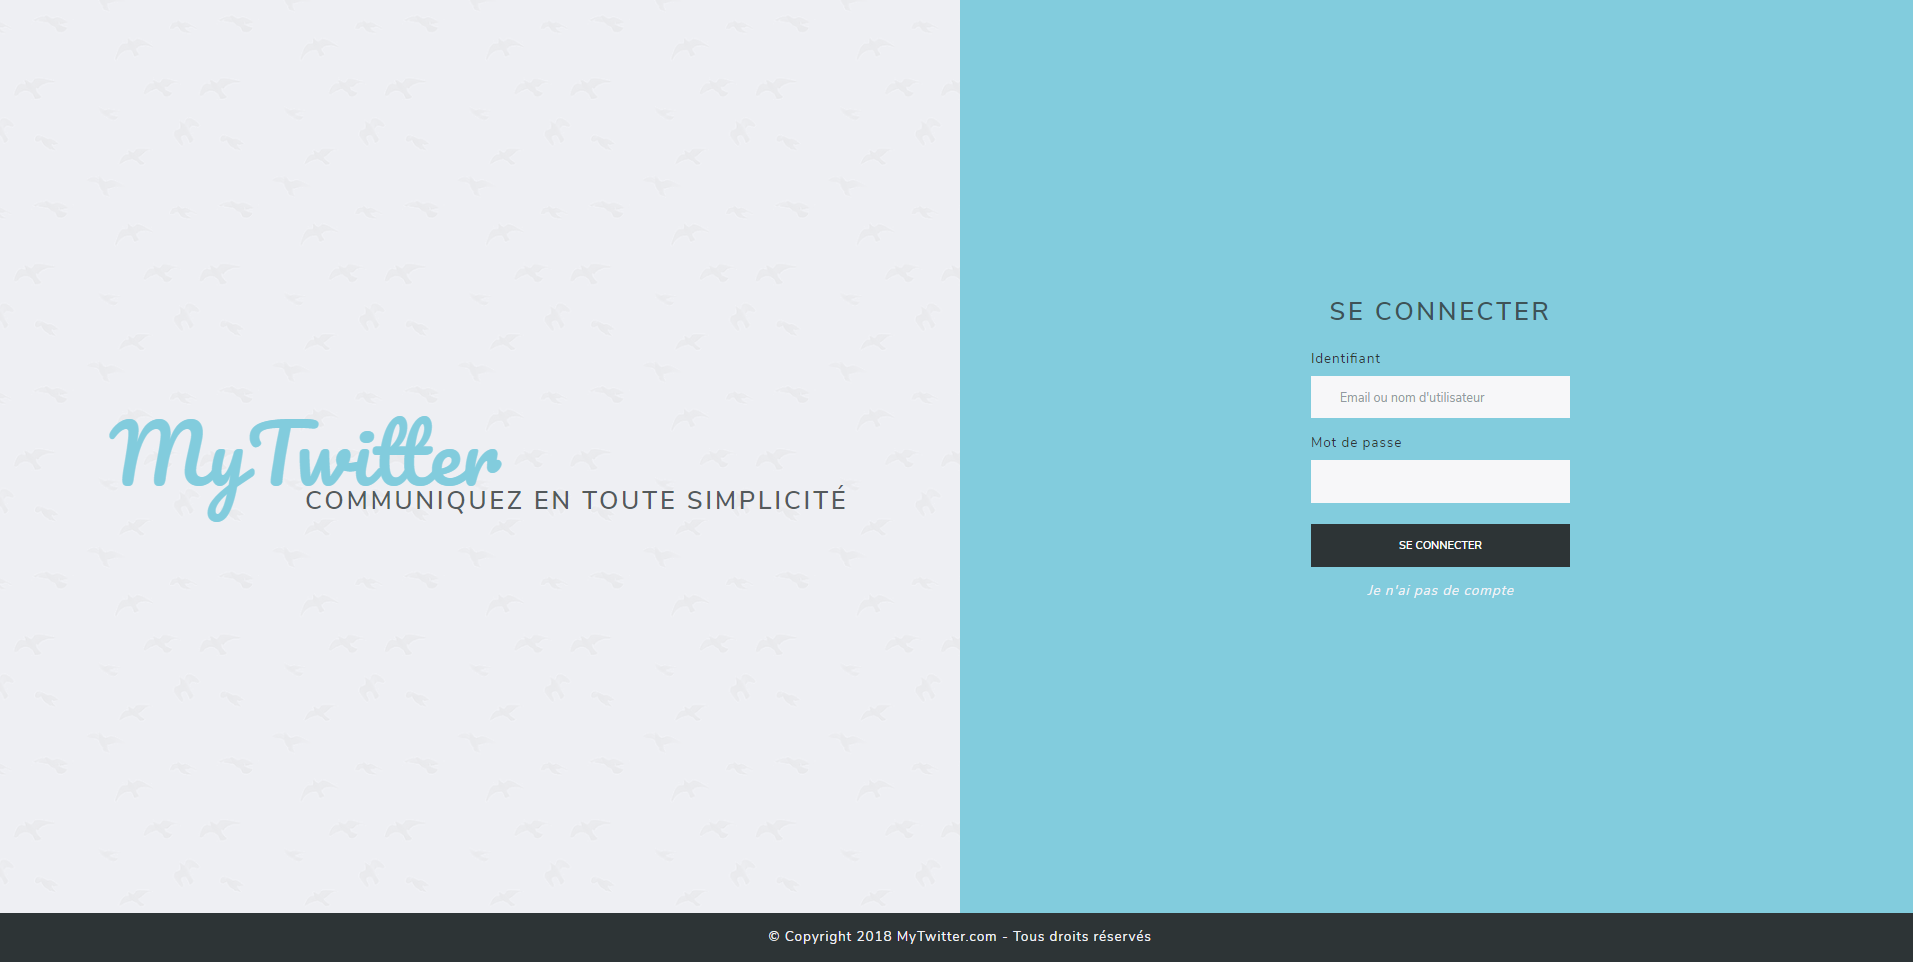 MyTwitter
COMMUNIQUEZ EN TOUTE SIMPLICITÉ
SE CONNECTER
Identifiant
Email ou nom d'utilisateur
Mot de passe
SE CONNECTER
Je n'ai pas de compte
© Copyright 2018 MyTwitter.com - Tous droits réservés